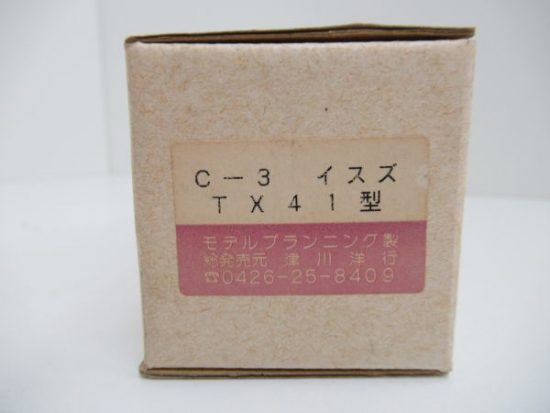 C-3 イスズ
TX41型
モデルプランニング製
総発売元 津川洋行
☎0426-25-8409